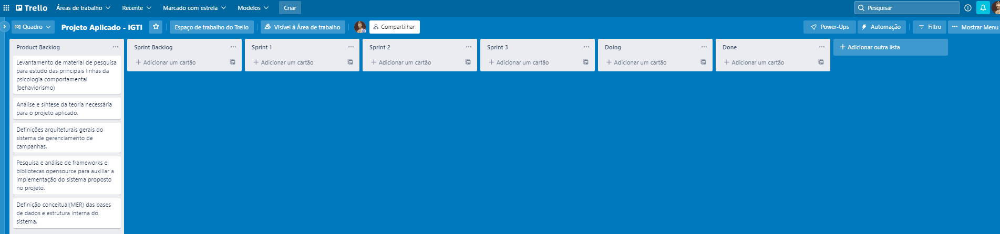 Trello Áreas de trabalho Recente Marcado com estrela Modelos Criar Pesquisar
Quadro Projeto Aplicado - IGTI Espaço de trabalho do Trello Visível à Área de trabalho Compartilhar Power-Ups Automação Filtro Mostrar Menu
Product Backlog
Levantamento de material de pesquisa
para estudo das principais linhas da
psicologia comportamental
(behaviorismo)
Análise e síntese da teoria necessária
para o projeto aplicado.
Definições arquiteturais gerais do
sistema de gerenciamento de
campanhas.
Pesquisa e análise de frameworks e
bibliotecas opensource para auxiliar a
implementação do sistema proposto
no projeto.
Definição conceitual(MER) das bases
de dados e estrutura interna do
sistema.
Sprint Backlog
+ Adicionar um cartão
Sprint 1
+ Adicionar um cartão
Sprint 2
+ Adicionar um cartão
Sprint 3
+ Adicionar um cartão
Doing
+ Adicionar um cartão
Done
+ Adicionar um cartão
+ Adicionar outra lista